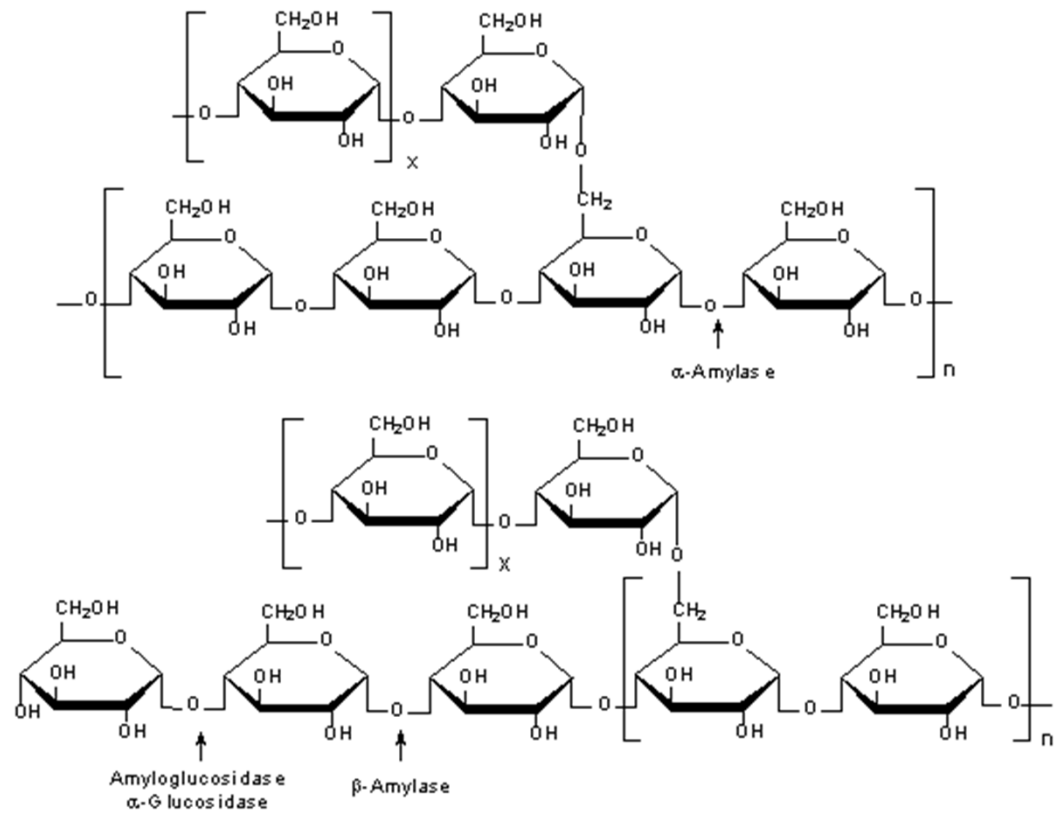 CH₂OH CH₂OH
O O
OH OH
O O
OH OH O
x
CH₂
CH₂OH CH₂OH CH₂OH
O O O O
OH OH OH OH
O O O O O
OH OH OH OH
α-Amylase n
CH₂OH CH₂OH
O O
OH OH
O O
OH OH O
x
CH₂OH CH₂OH CH₂OH CH₂ CH₂OH
O O O O O
OH OH OH OH OH
OH O O O O O
OH OH OH OH OH
n
Amyloglucosidase β-Amylase
α-Glucosidase